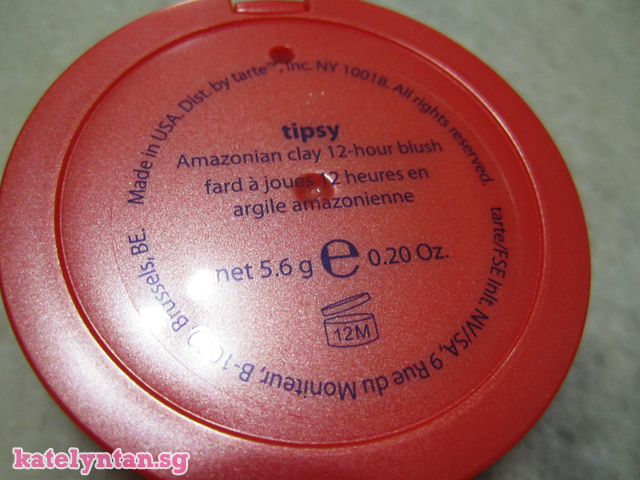 Made in USA. Dist. by tarte™, inc. NY 10018. All rights reserved.
tipsy
Amazonian clay 12-hour blush
fard à joues 12 heures en
argile amazonienne
net 5.6 g e 0.20 Oz.
12M
tarte/FSE Inlt. NV/SA, 9 Rue du Moniteur, Brussels, BE.
katelyntan.sg